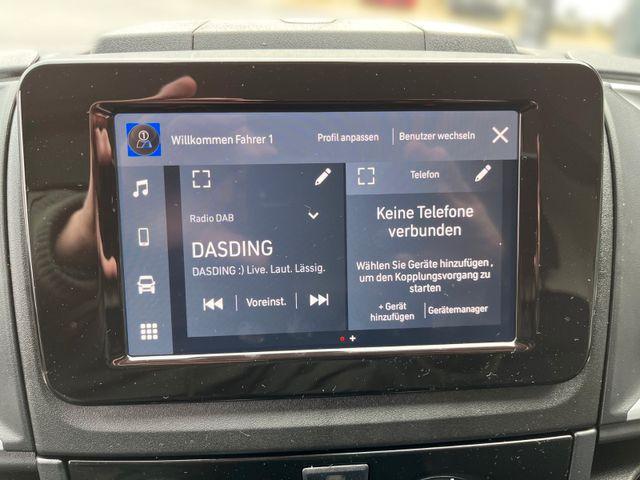 1
Willkommen Fahrer 1
Profil anpassen
Benutzer wechseln
Telefon
Radio DAB
DASDING
DASDING :) Live. Laut. Lässig.
Voreinst.
Keine Telefone
verbunden
Wählen Sie Geräte hinzufügen ,
um den Kopplungsvorgang zu
starten
+ Gerät
hinzufügen
Gerätemanager